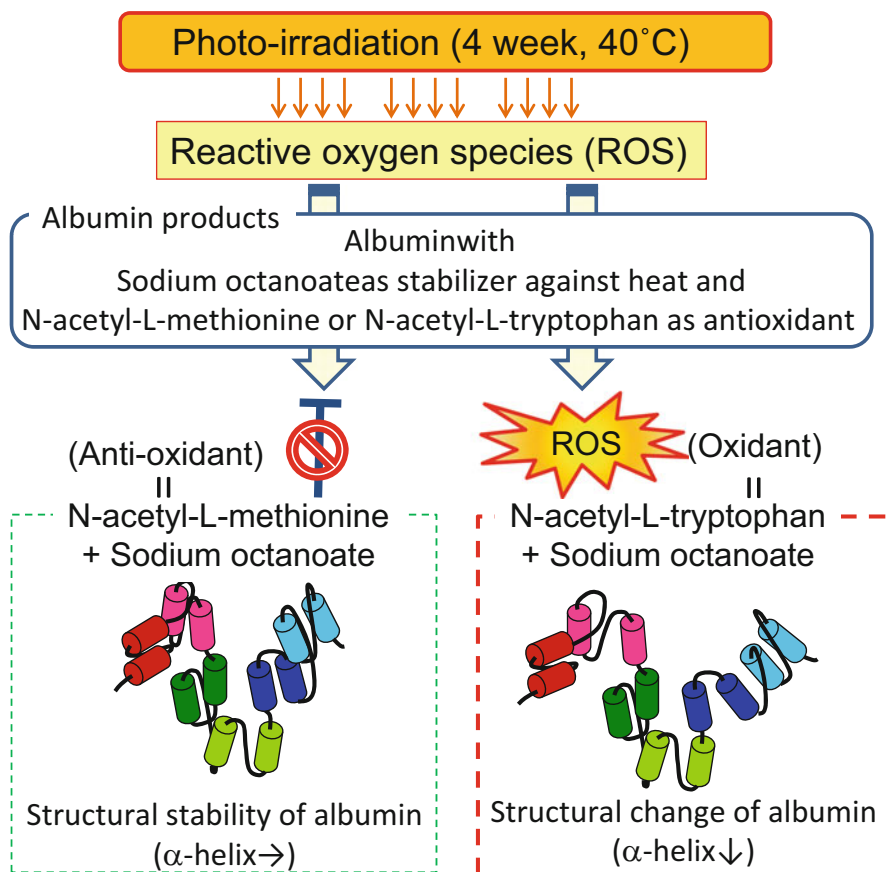 Photo-irradiation (4 week, 40˚C)
Reactive oxygen species (ROS)
Albumin products
Albuminwith
Sodium octanoateas stabilizer against heat and
N-acetyl-L-methionine or N-acetyl-L-tryptophan as antioxidant
(Anti-oxidant)
ROS
(Oxidant)
=
=
N-acetyl-L-methionine
+ Sodium octanoate
N-acetyl-L-tryptophan
+ Sodium octanoate
Structural stability of albumin
(α-helix→)
Structural change of albumin
(α-helix↓)